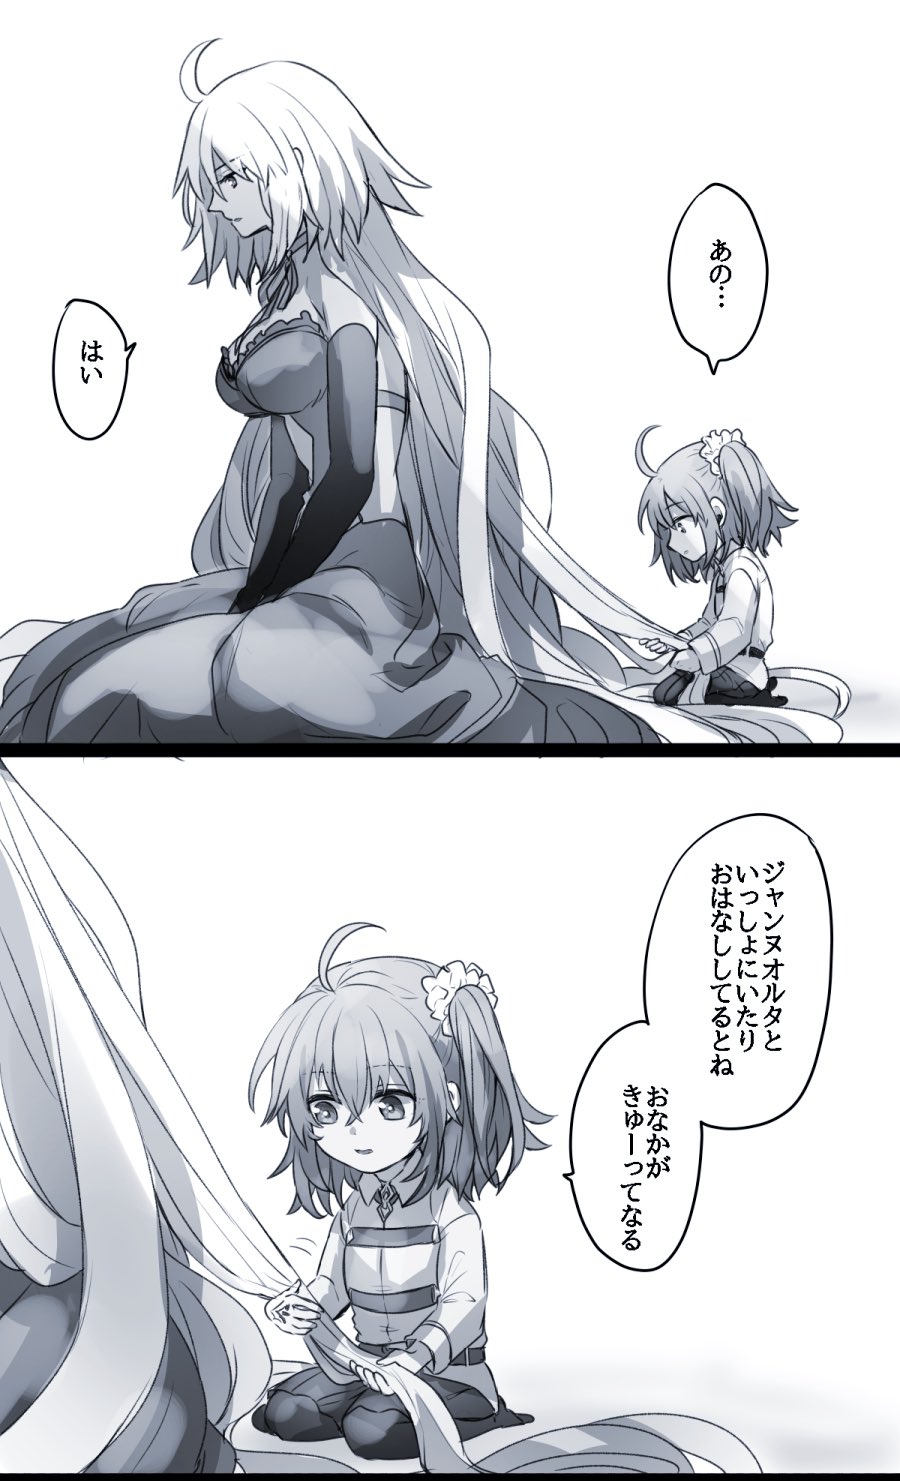 あの…
はい
ジャンヌオルタと
いっしょにいたり
おはなししてるとね
おなかが
きゅーってなる